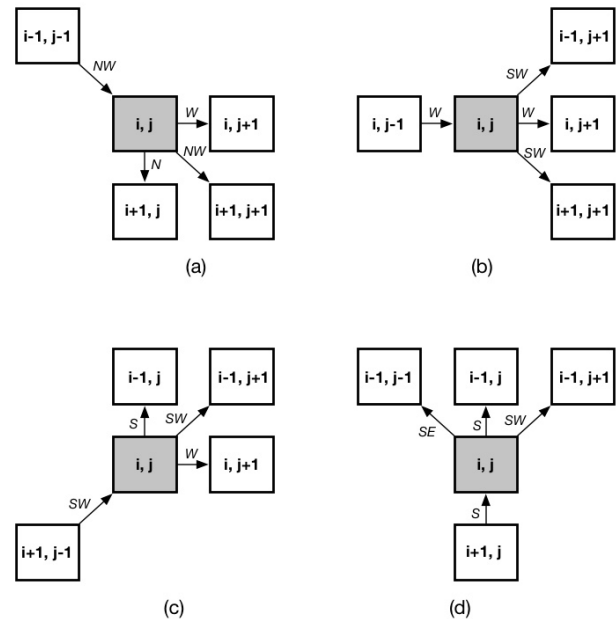 i-1, j-1
NW
i, j
W
i, j+1
N
NW
i+1, j
i+1, j+1
(a)
i-1, j+1
SW
i, j-1
W
i, j
W
i, j+1
SW
i+1, j+1
(b)
i-1, j
i-1, j+1
S
SW
i, j
W
i, j+1
SW
i+1, j-1
(c)
i-1, j-1
i-1, j
i-1, j+1
SE
S
SW
i, j
S
i+1, j
(d)